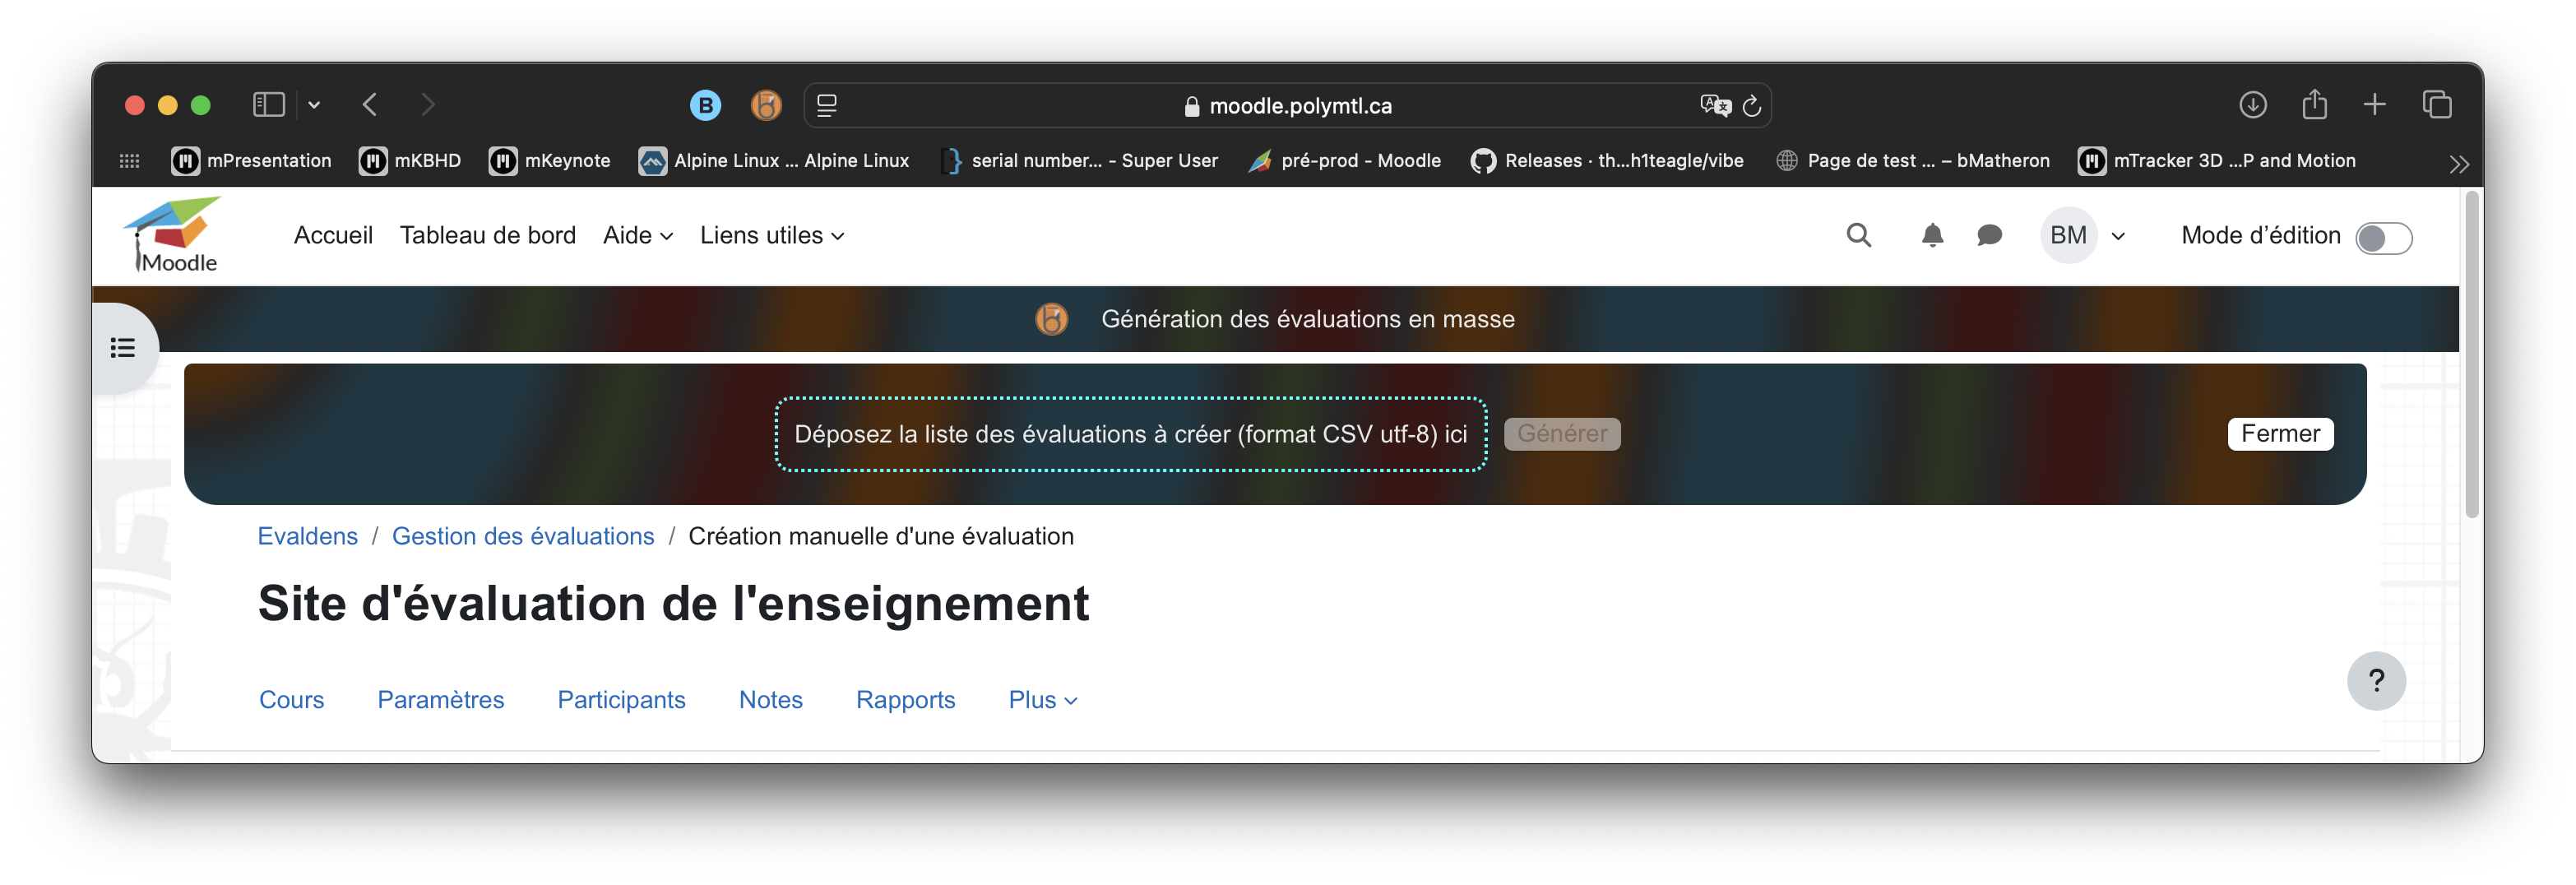 B moodle.polymtl.ca
mPresentation mKBHD mKeynote Alpine Linux ... Alpine Linux serial number... - Super User pré-prod - Moodle Releases · th...h1teagle/vibe Page de test ... – bMatheron mTracker 3D ...P and Motion
Moodle Accueil Tableau de bord Aide Liens utiles BM Mode d’édition
Génération des évaluations en masse
Déposez la liste des évaluations à créer (format CSV utf-8) ici Générer Fermer
Evaldens / Gestion des évaluations / Création manuelle d'une évaluation
Site d'évaluation de l'enseignement
?
Cours Paramètres Participants Notes Rapports Plus